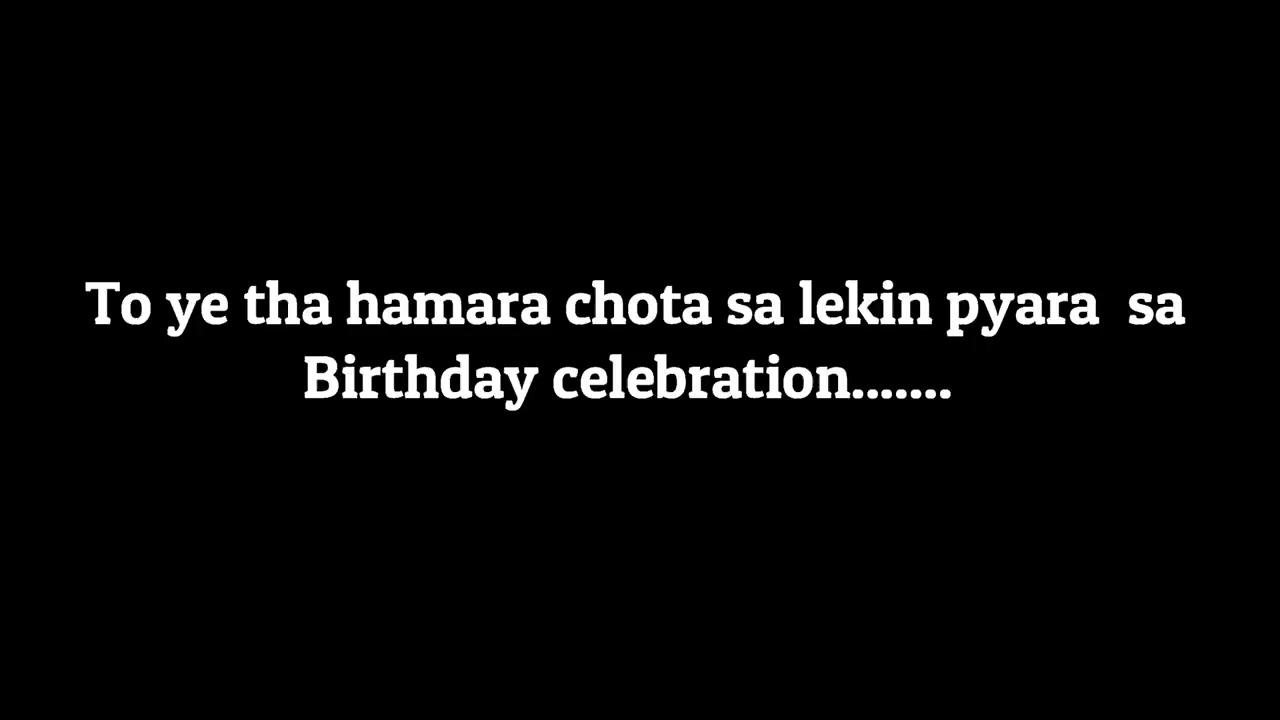 To ye tha hamara chota sa lekin pyara  sa
Birthday celebration.......